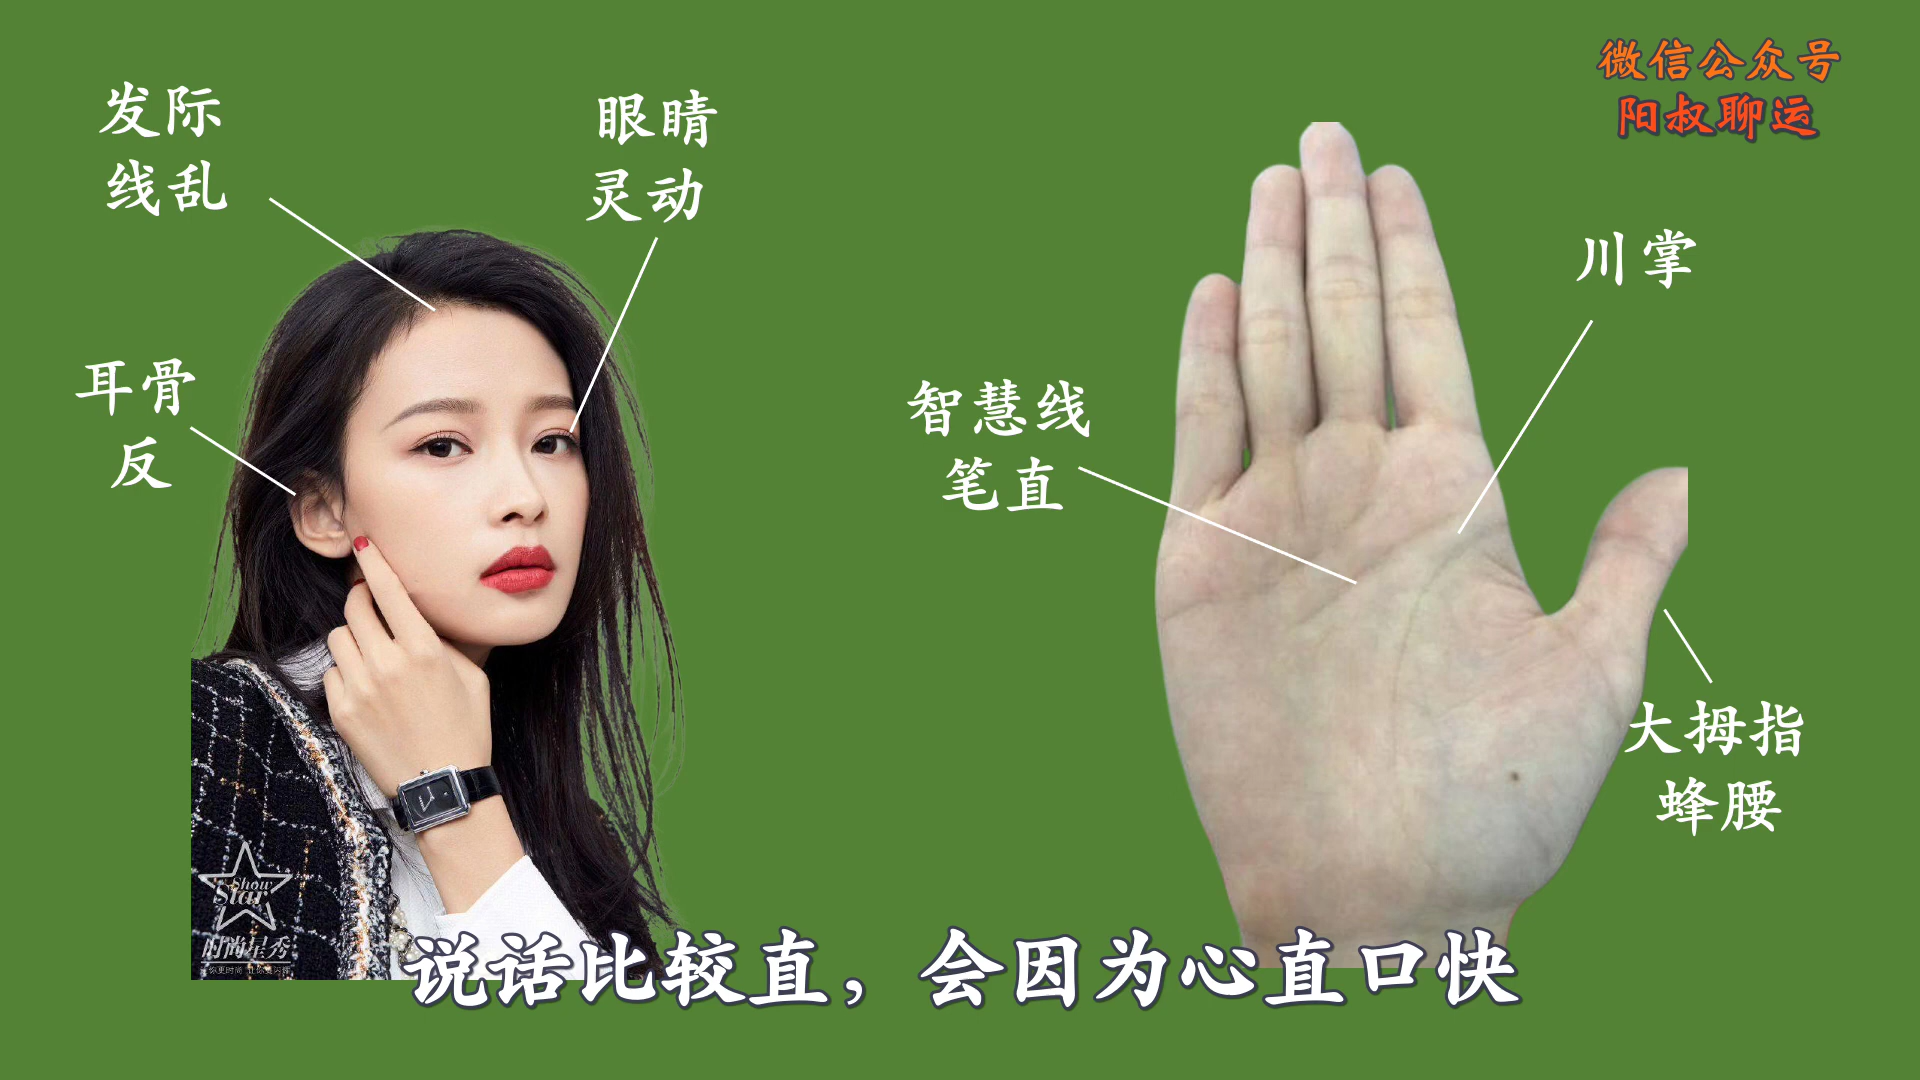 微信公众号
阳叔聊运
发际
线乱
眼睛
灵动
耳骨
反
川掌
智慧线
笔直
大拇指
蜂腰
Show
Star
时尚星秀
说话比较直，会因为心直口快